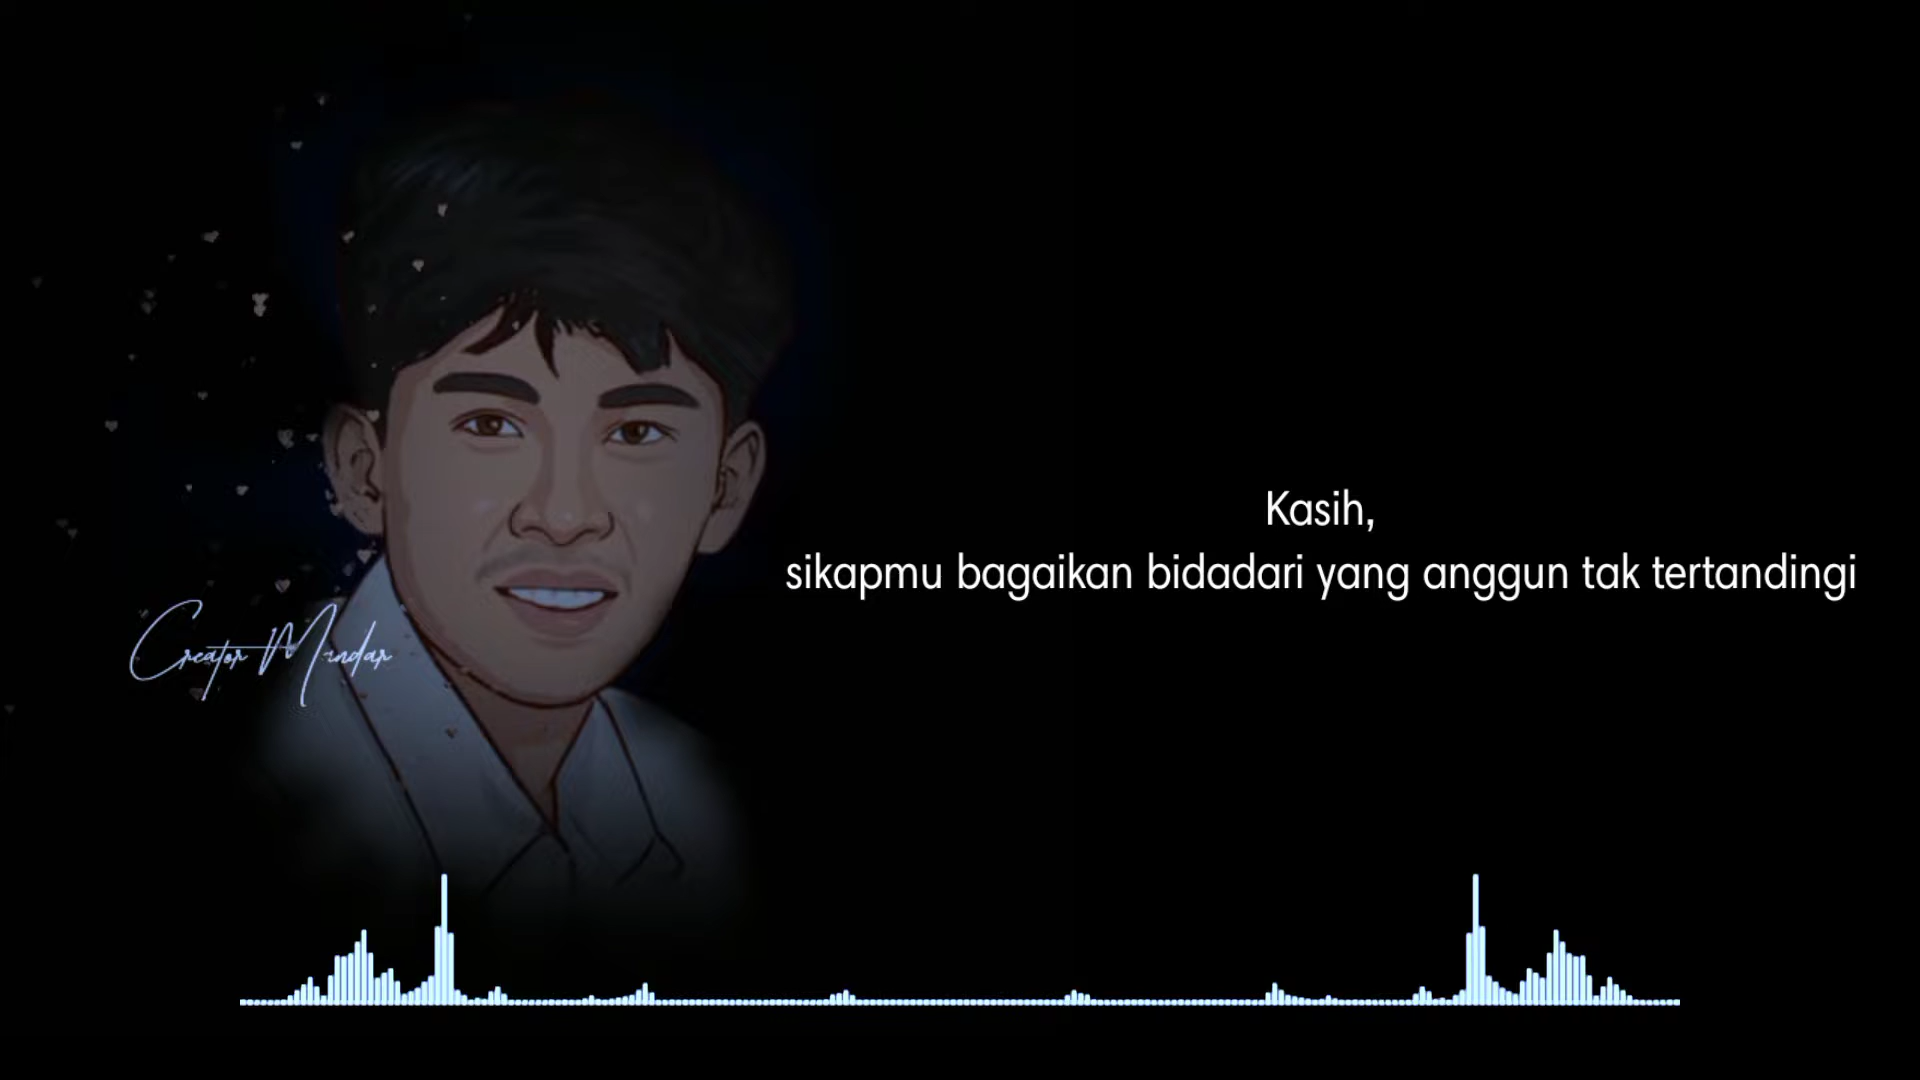 Kasih,
sikapmu bagaikan bidadari yang anggun tak tertandingi
Creator Mandar